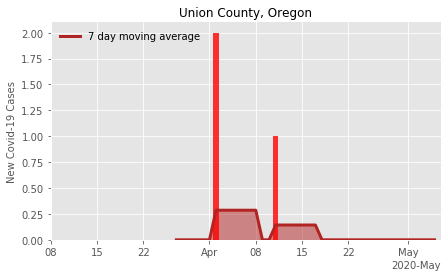 Union County, Oregon
7 day moving average
New Covid-19 Cases
2.00
1.75
1.50
1.25
1.00
0.75
0.50
0.25
0.00
08 15 22 Apr 08 15 22 May
2020-May